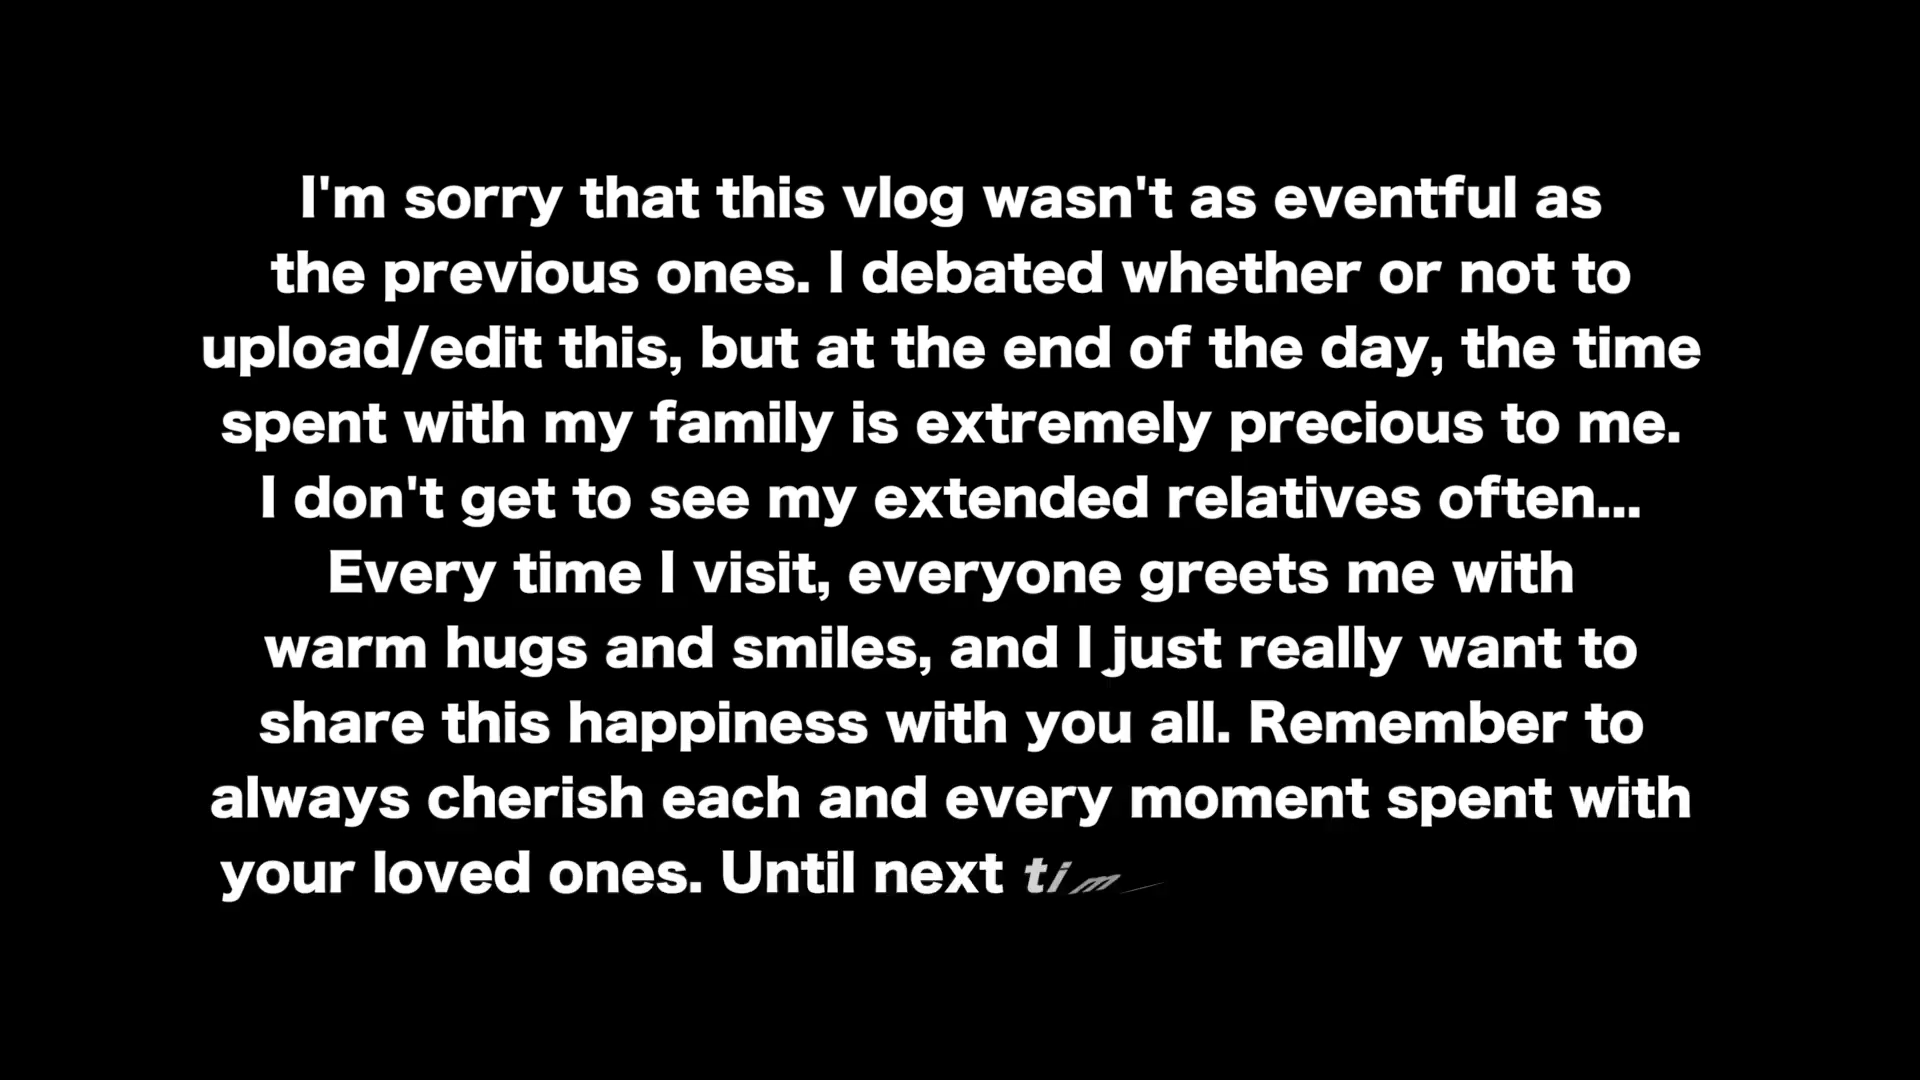 I'm sorry that this vlog wasn't as eventful as
the previous ones. I debated whether or not to
upload/edit this, but at the end of the day, the time
spent with my family is extremely precious to me.
I don't get to see my extended relatives often...
Every time I visit, everyone greets me with
warm hugs and smiles, and I just really want to
share this happiness with you all. Remember to
always cherish each and every moment spent with
your loved ones. Until next tim